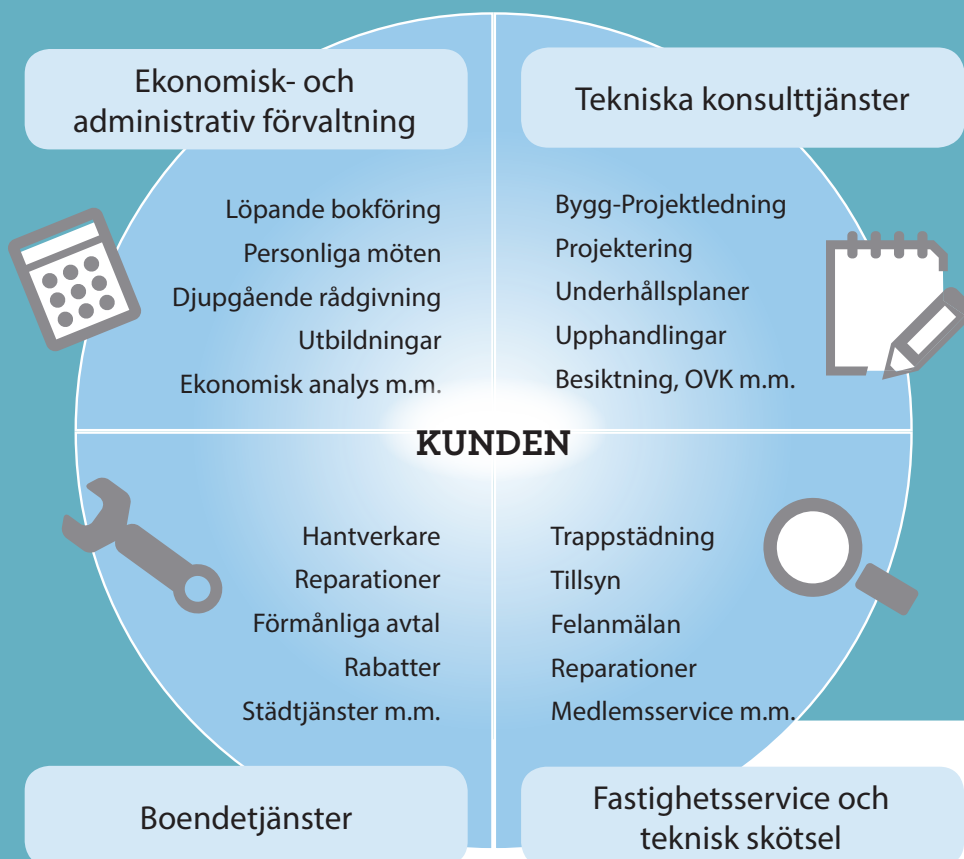 Ekonomisk- och
administrativ förvaltning
Löpande bokföring
Personliga möten
Djupgående rådgivning
Utbildningar
Ekonomisk analys m.m.
Tekniska konsulttjänster
Bygg-Projektledning
Projektering
Underhållsplaner
Upphandlingar
Besiktning, OVK m.m.
KUNDEN
Hantverkare
Reparationer
Förmånliga avtal
Rabatter
Städtjänster m.m.
Boendetjänster
Trappstädning
Tillsyn
Felanmälan
Reparationer
Medlemsservice m.m.
Fastighetsservice och
teknisk skötsel